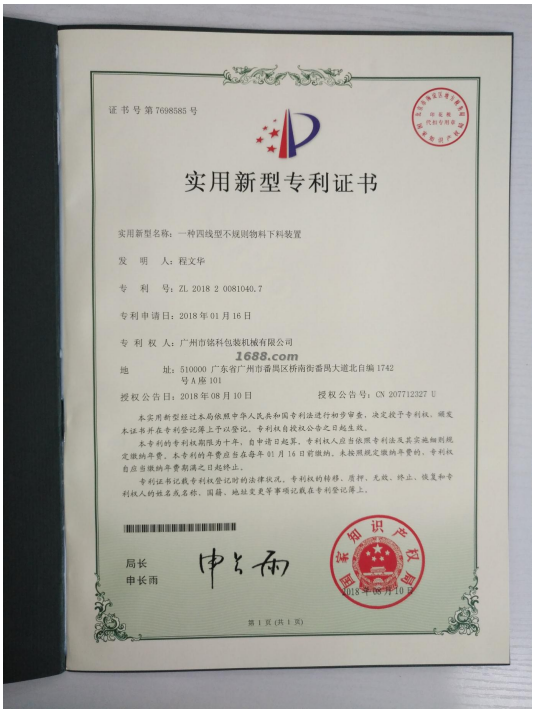 证书号第7698585号
实用新型专利证书
实用新型名称：一种四线型不规则物料下料装置
发明人：程文华
专利号：ZL 2018 2 0081040.7
专利申请日：2018年01月16日
专利权人：广州市铭科包装机械有限公司
1688.com
地址：510000 广东省广州市番禺区桥南街番禺大道北自编1742
号A座101
授权公告日：2018年08月10日 授权公告号：CN 207712327 U
本实用新型经过本局依照中华人民共和国专利法进行初步审查，决定授予专利权，颁发
本证书并在专利登记簿上予以登记。专利权自授权公告之日起生效。
本专利的专利权期限为十年，自申请日起算。专利权人应当依照专利法及其实施细则规
定缴纳年费。本专利的年费应当在每年01月16日前缴纳。未按照规定缴纳年费的，专利权
自应当缴纳年费期满之日起终止。
专利证书记载专利权登记时的法律状况。专利权的转移、质押、无效、终止、恢复和专
利权人的姓名或名称、国籍、地址变更等事项记载在专利登记簿上。
局长
申长雨
申长雨
国家知识产权局
2018年08月10日
第1页(共1页)